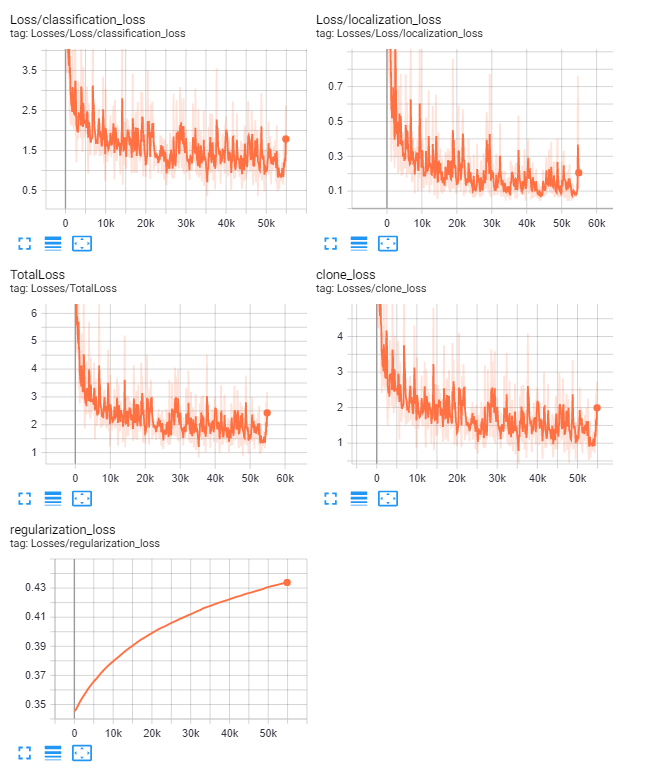 Loss/classification_loss
tag: Losses/Loss/classification_loss
3.5
2.5
1.5
0.5
0 10k 20k 30k 40k 50k
Loss/localization_loss
tag: Losses/Loss/localization_loss
0.7
0.5
0.3
0.1
0 10k 20k 30k 40k 50k 60k
TotalLoss
tag: Losses/TotalLoss
6
5
4
3
2
1
0 10k 20k 30k 40k 50k 60k
clone_loss
tag: Losses/clone_loss
4
3
2
1
0 10k 20k 30k 40k 50k
regularization_loss
tag: Losses/regularization_loss
0.43
0.41
0.39
0.37
0.35
0 10k 20k 30k 40k 50k